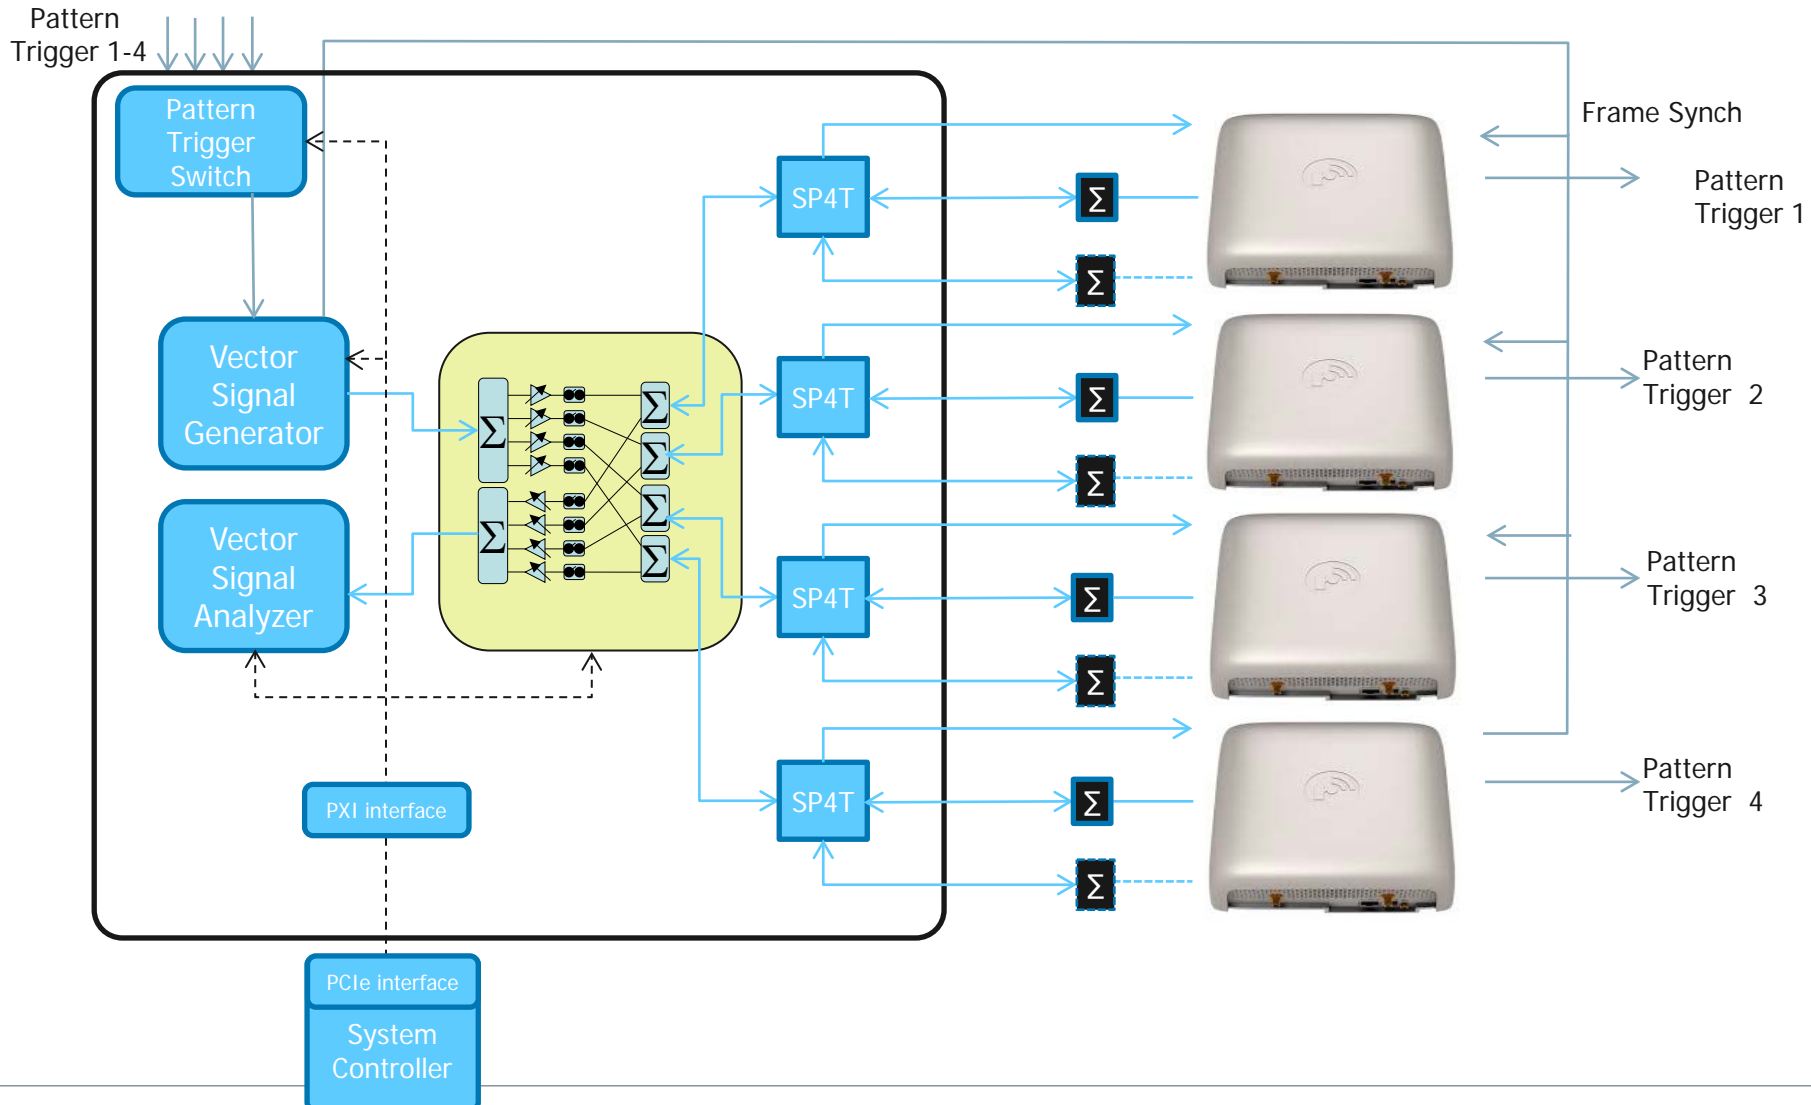 Pattern
Trigger 1-4
Pattern
Trigger
Switch
SP4T
Σ
Σ
Frame Synch
Pattern
Trigger 1
Vector
Signal
Generator
Σ
Σ
Σ
Σ
Σ
Σ
SP4T
Σ
Σ
Pattern
Trigger 2
Vector
Signal
Analyzer
SP4T
Σ
Σ
Pattern
Trigger 3
SP4T
Σ
Σ
Pattern
Trigger 4
PXI interface
PCIe interface
System
Controller